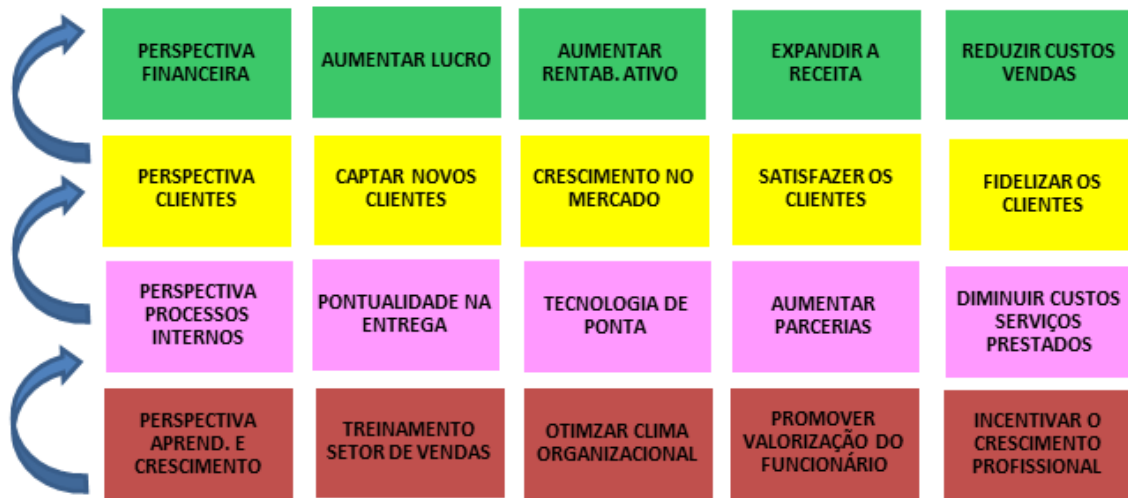 PERSPECTIVA
FINANCEIRA
AUMENTAR LUCRO
AUMENTAR
RENTAB. ATIVO
EXPANDIR A
RECEITA
REDUZIR CUSTOS
VENDAS
PERSPECTIVA
CLIENTES
CAPTAR NOVOS
CLIENTES
CRESCIMENTO NO
MERCADO
SATISFAZER OS
CLIENTES
FIDELIZAR OS
CLIENTES
PERSPECTIVA
PROCESSOS
INTERNOS
PONTUALIDADE NA
ENTREGA
TECNOLOGIA DE
PONTA
AUMENTAR
PARCERIAS
DIMINUIR CUSTOS
SERVIÇOS
PRESTADOS
PERSPECTIVA
APREND. E
CRESCIMENTO
TREINAMENTO
SETOR DE VENDAS
OTIMZAR CLIMA
ORGANIZACIONAL
PROMOVER
VALORIZAÇÃO DO
FUNCIONÁRIO
INCENTIVAR O
CRESCIMENTO
PROFISSIONAL